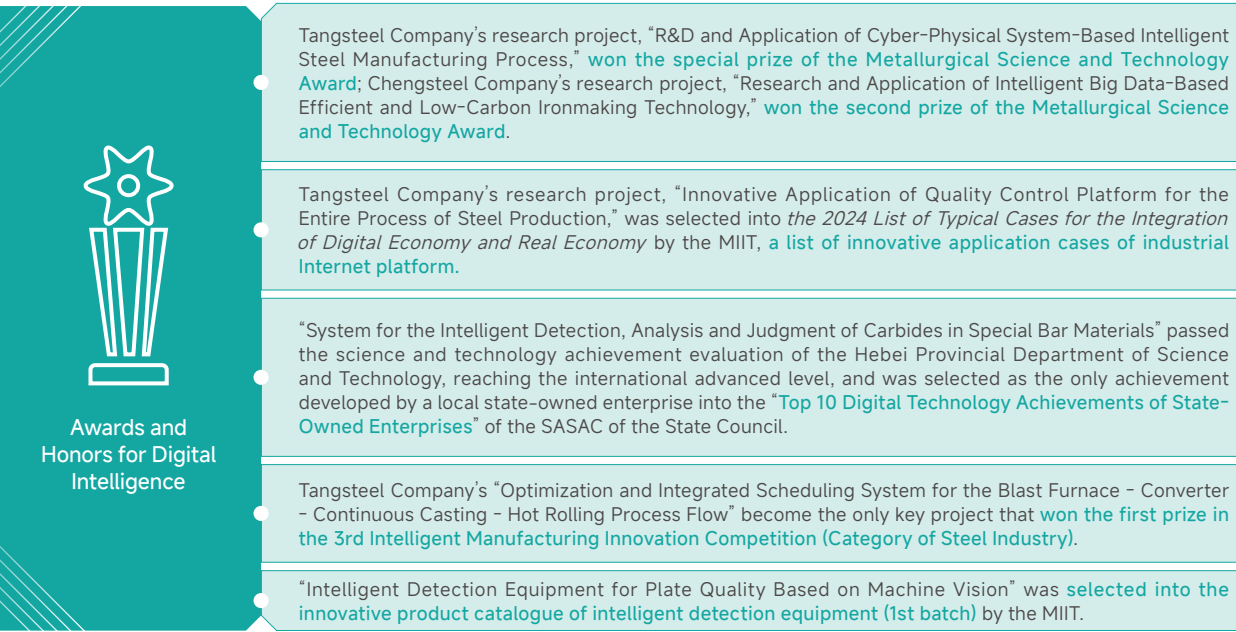 Awards and
Honors for Digital
Intelligence
Tangsteel Company's research project, “R&D and Application of Cyber-Physical System-Based Intelligent
Steel Manufacturing Process,” won the special prize of the Metallurgical Science and Technology
Award; Chengsteel Company's research project, “Research and Application of Intelligent Big Data-Based
Efficient and Low-Carbon Ironmaking Technology,” won the second prize of the Metallurgical Science
and Technology Award.
Tangsteel Company's research project, “Innovative Application of Quality Control Platform for the
Entire Process of Steel Production,” was selected into the 2024 List of Typical Cases for the Integration
of Digital Economy and Real Economy by the MIIT, a list of innovative application cases of industrial
Internet platform.
“System for the Intelligent Detection, Analysis and Judgment of Carbides in Special Bar Materials” passed
the science and technology achievement evaluation of the Hebei Provincial Department of Science
and Technology, reaching the international advanced level, and was selected as the only achievement
developed by a local state-owned enterprise into the “Top 10 Digital Technology Achievements of State-
Owned Enterprises” of the SASAC of the State Council.
Tangsteel Company's “Optimization and Integrated Scheduling System for the Blast Furnace - Converter
- Continuous Casting - Hot Rolling Process Flow” become the only key project that won the first prize in
the 3rd Intelligent Manufacturing Innovation Competition (Category of Steel Industry).
“Intelligent Detection Equipment for Plate Quality Based on Machine Vision” was selected into the
innovative product catalogue of intelligent detection equipment (1st batch) by the MIIT.